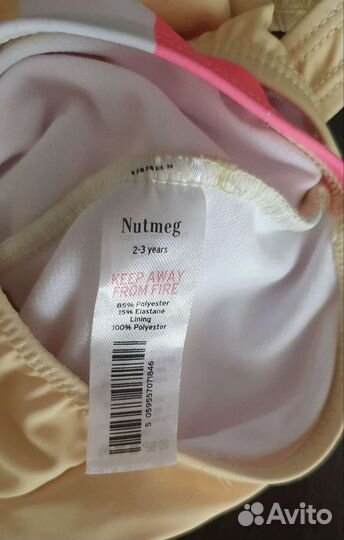 Nutmeg
2-3 years
KEEP AWAY
FROM FIRE
85% Polyester
15% Elastane
Lining
100% Polyester
5 059557 071846
Avito